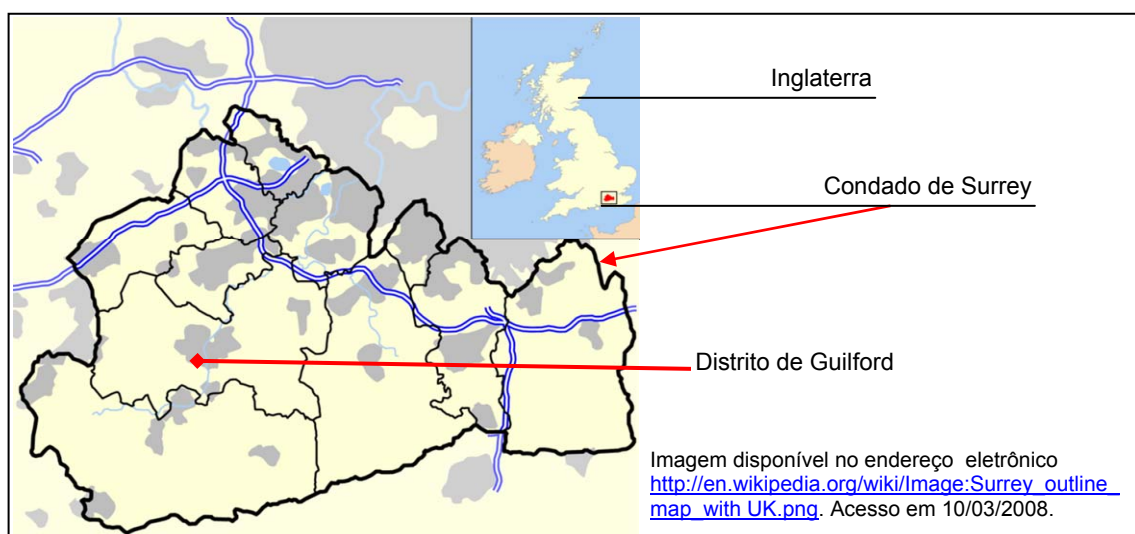 Inglaterra
Condado de Surrey
Distrito de Guilford
Imagem disponível no endereço eletrônico
http://en.wikipedia.org/wiki/Image:Surrey_outline_
map_with UK.png. Acesso em 10/03/2008.